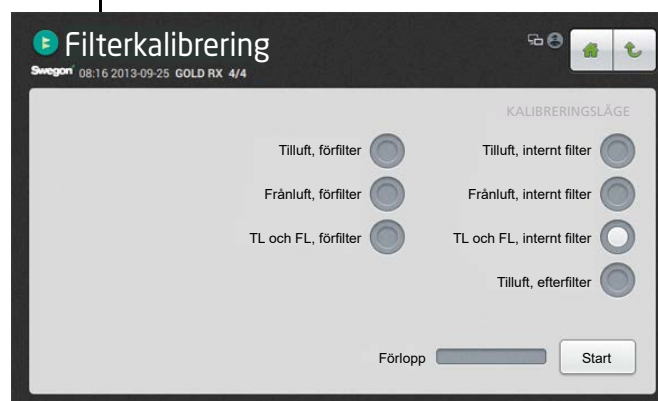 Filterkalibrering
Swegon 08:16 2013-09-25 GOLD RX 4/4
KALIBRERINGSLÄGE
Tilluft, förfilter Tilluft, internt filter
Frånluft, förfilter Frånluft, internt filter
TL och FL, förfilter TL och FL, internt filter
Tilluft, efterfilter
Förlopp Start